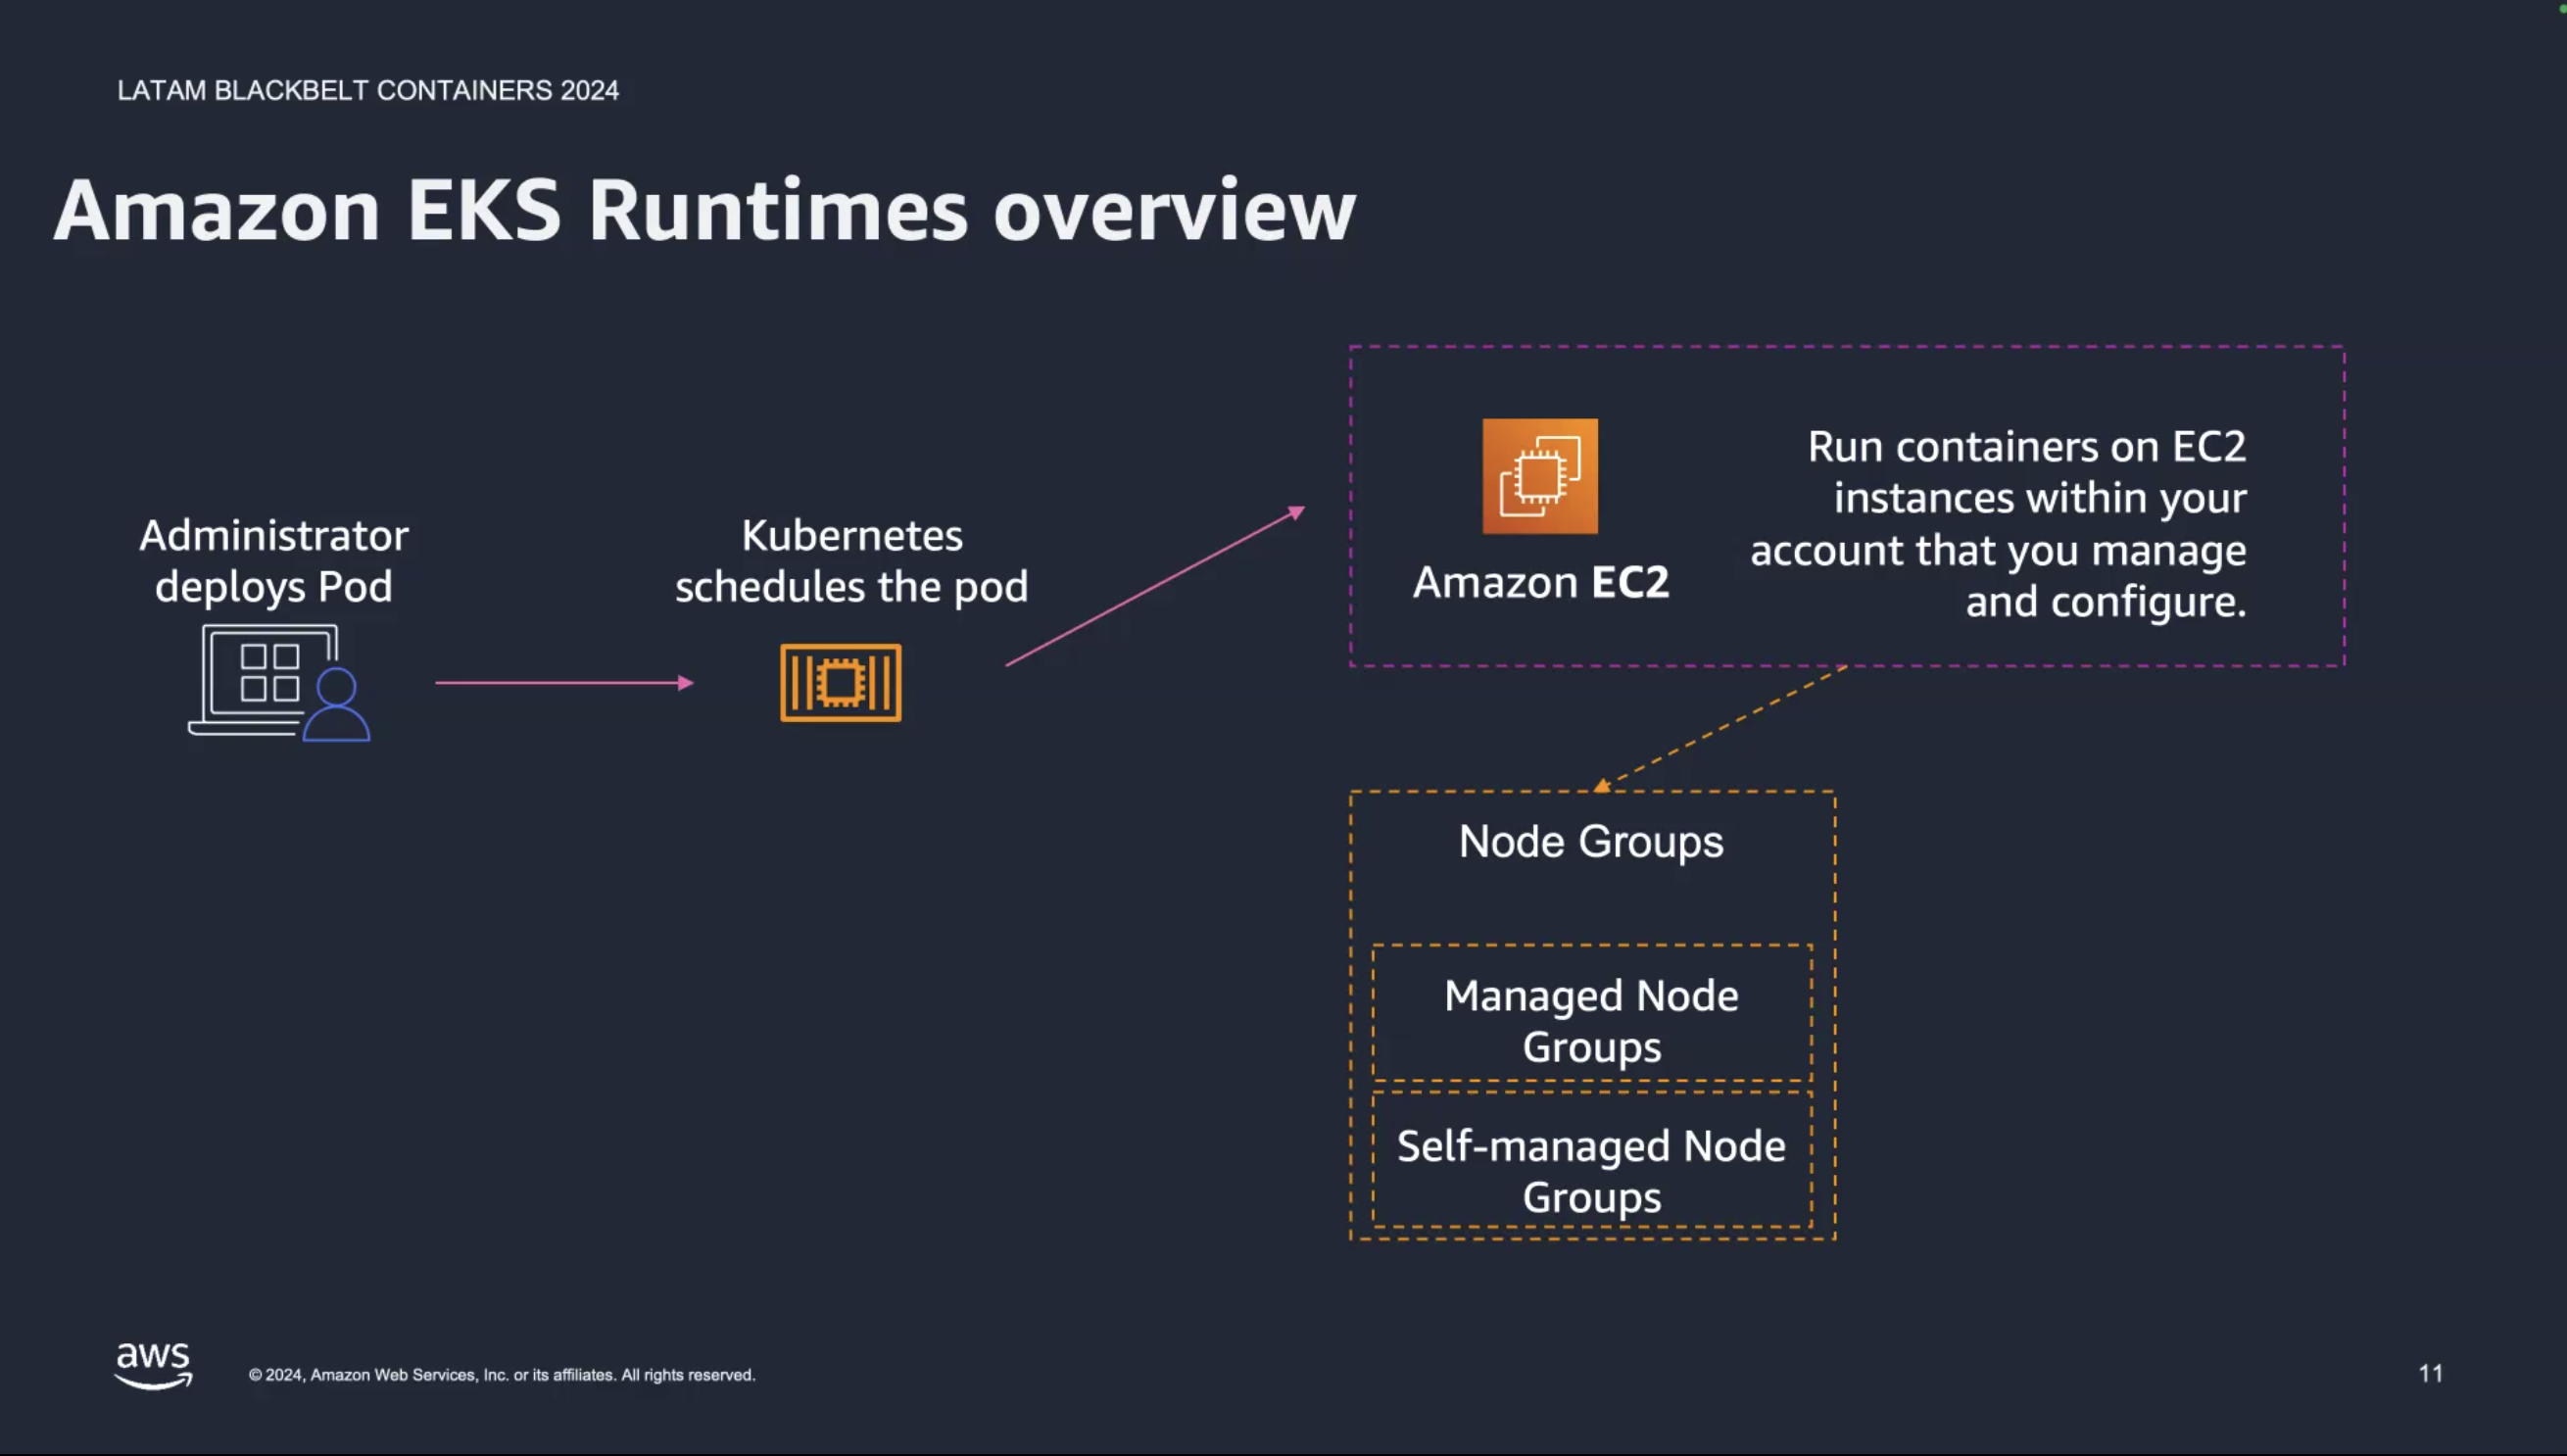 LATAM BLACKBELT CONTAINERS 2024
Amazon EKS Runtimes overview
Administrator
deploys Pod
Kubernetes
schedules the pod
Amazon EC2
Run containers on EC2
instances within your
account that you manage
and configure.
Node Groups
Managed Node
Groups
Self-managed Node
Groups
aws
© 2024, Amazon Web Services, Inc. or its affiliates. All rights reserved.
11